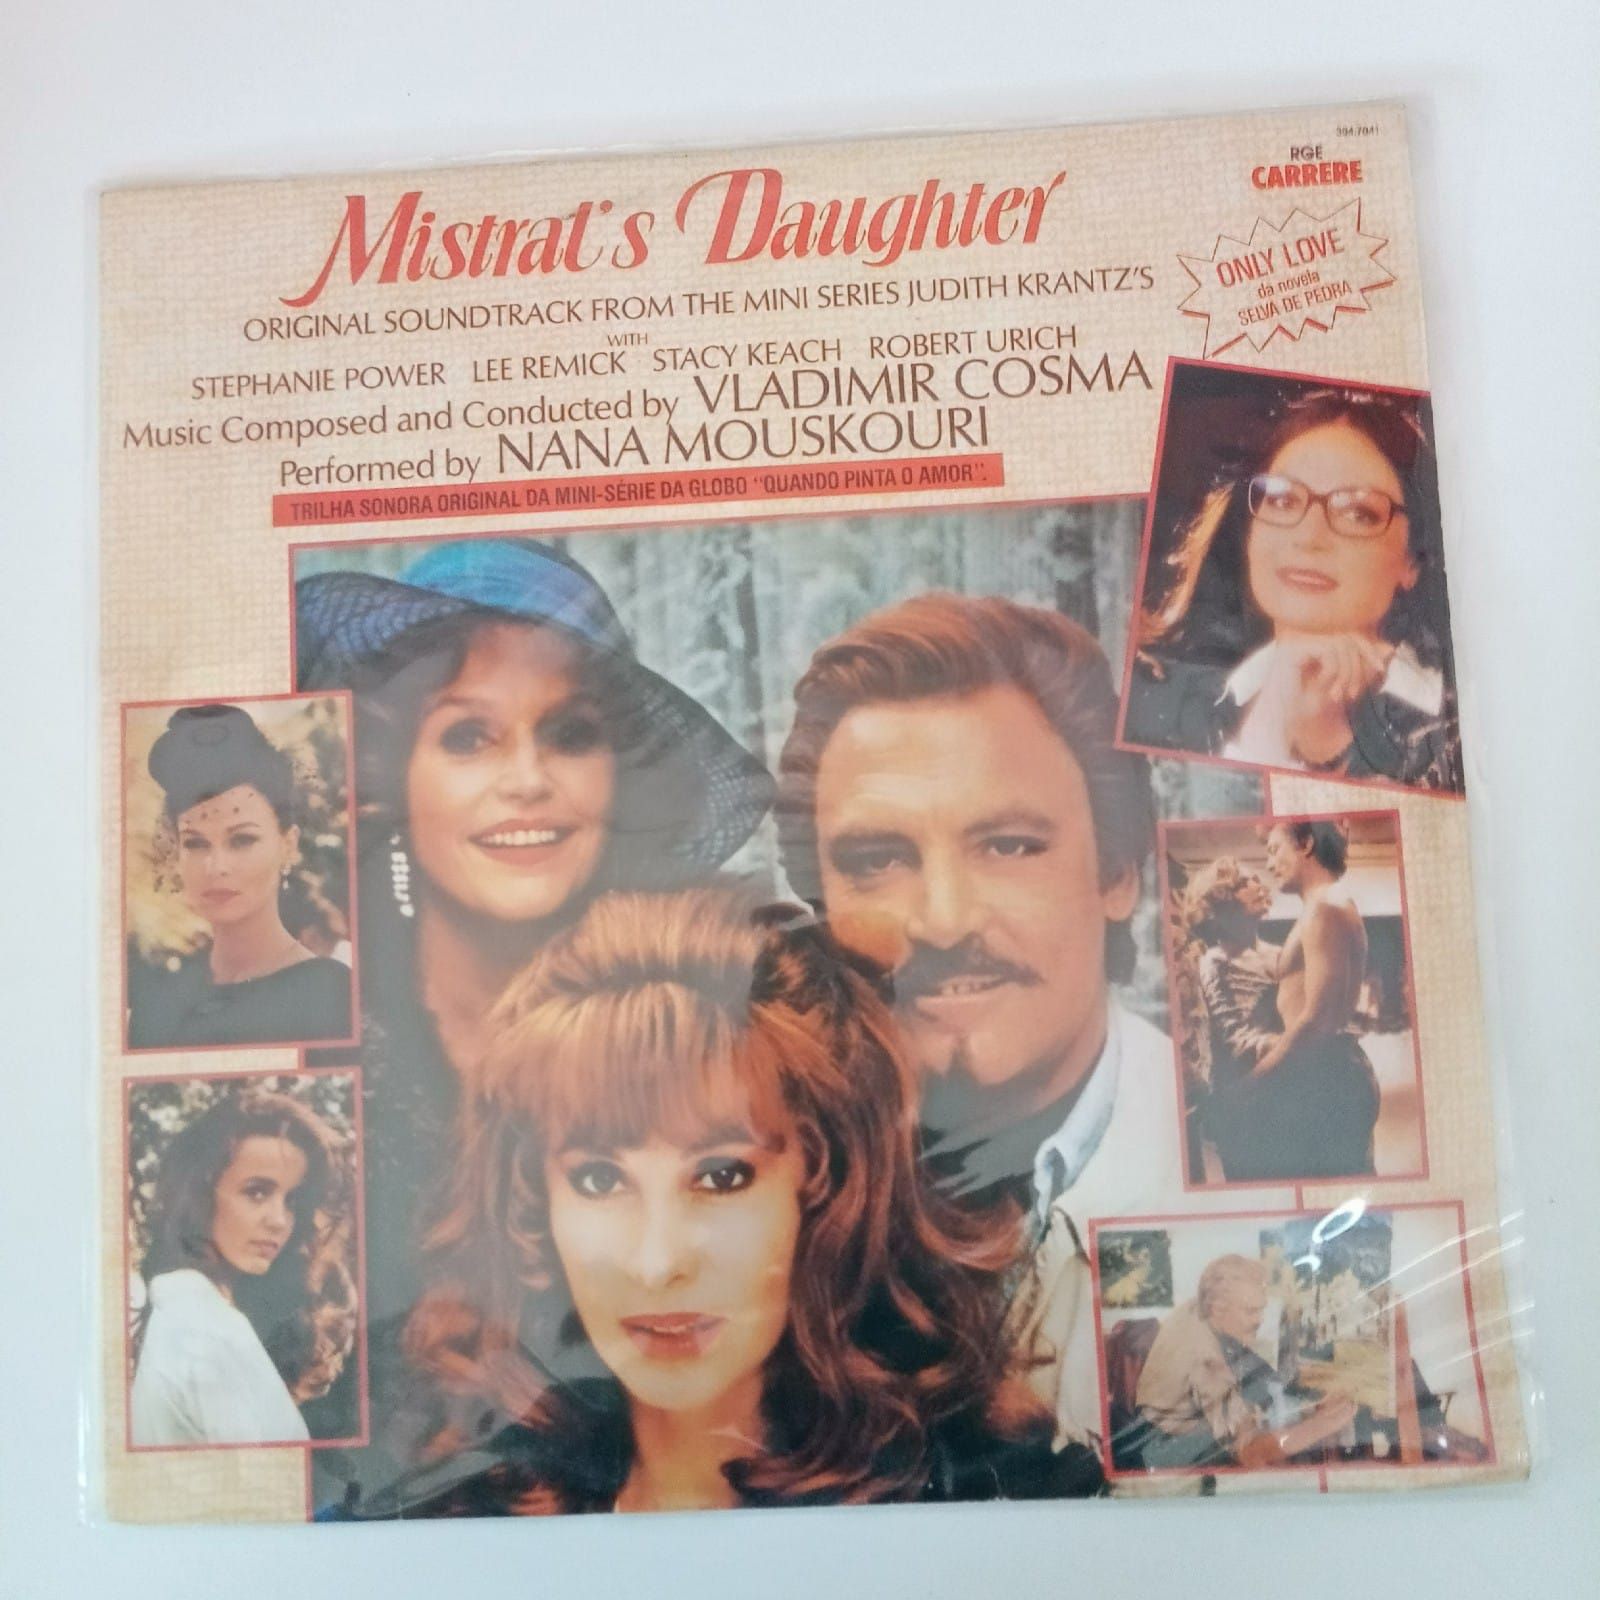 394.7041
RGE
CARRERE
Mistral's Daughter
ONLY LOVE
da novela
SELVA DE PEDRA
ORIGINAL SOUNDTRACK FROM THE MINI SERIES JUDITH KRANTZ'S
WITH
STEPHANIE POWER LEE REMICK STACY KEACH ROBERT URICH
Music Composed and Conducted by VLADIMIR COSMA
Performed by NANA MOUSKOURI
TRILHA SONORA ORIGINAL DA MINI-SÉRIE DA GLOBO "QUANDO PINTA O AMOR".